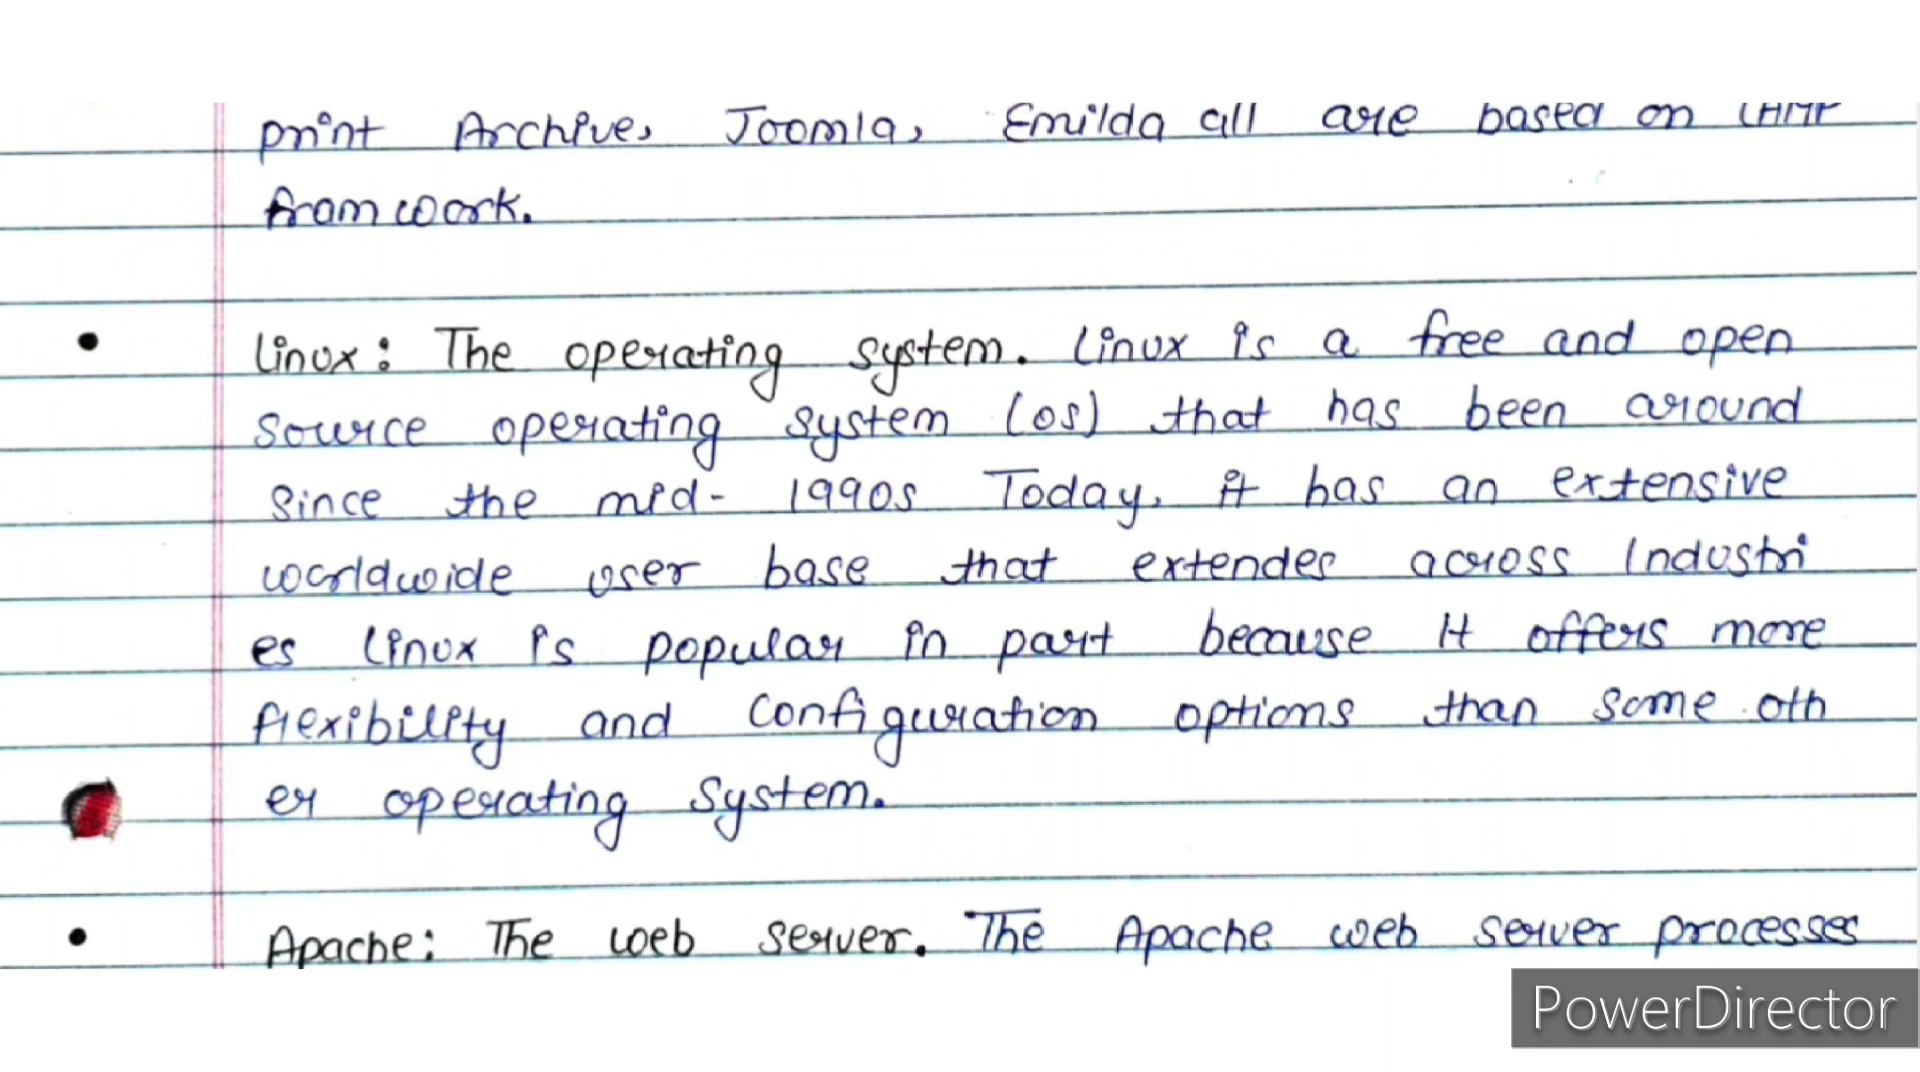 print Archive, Joomla, Emilda all are based on LAMP
framwork.
• Linux: The operating system. Linux is a free and open
source operating system (os) that has been around
since the mid- 1990s Today, it has an extensive
worldwide user base that extendes across Industri
es Linux is popular in part because It offers more
flexibility and configuration options than some oth
er operating system.
• Apache: The web server. The Apache web server processes
PowerDirector